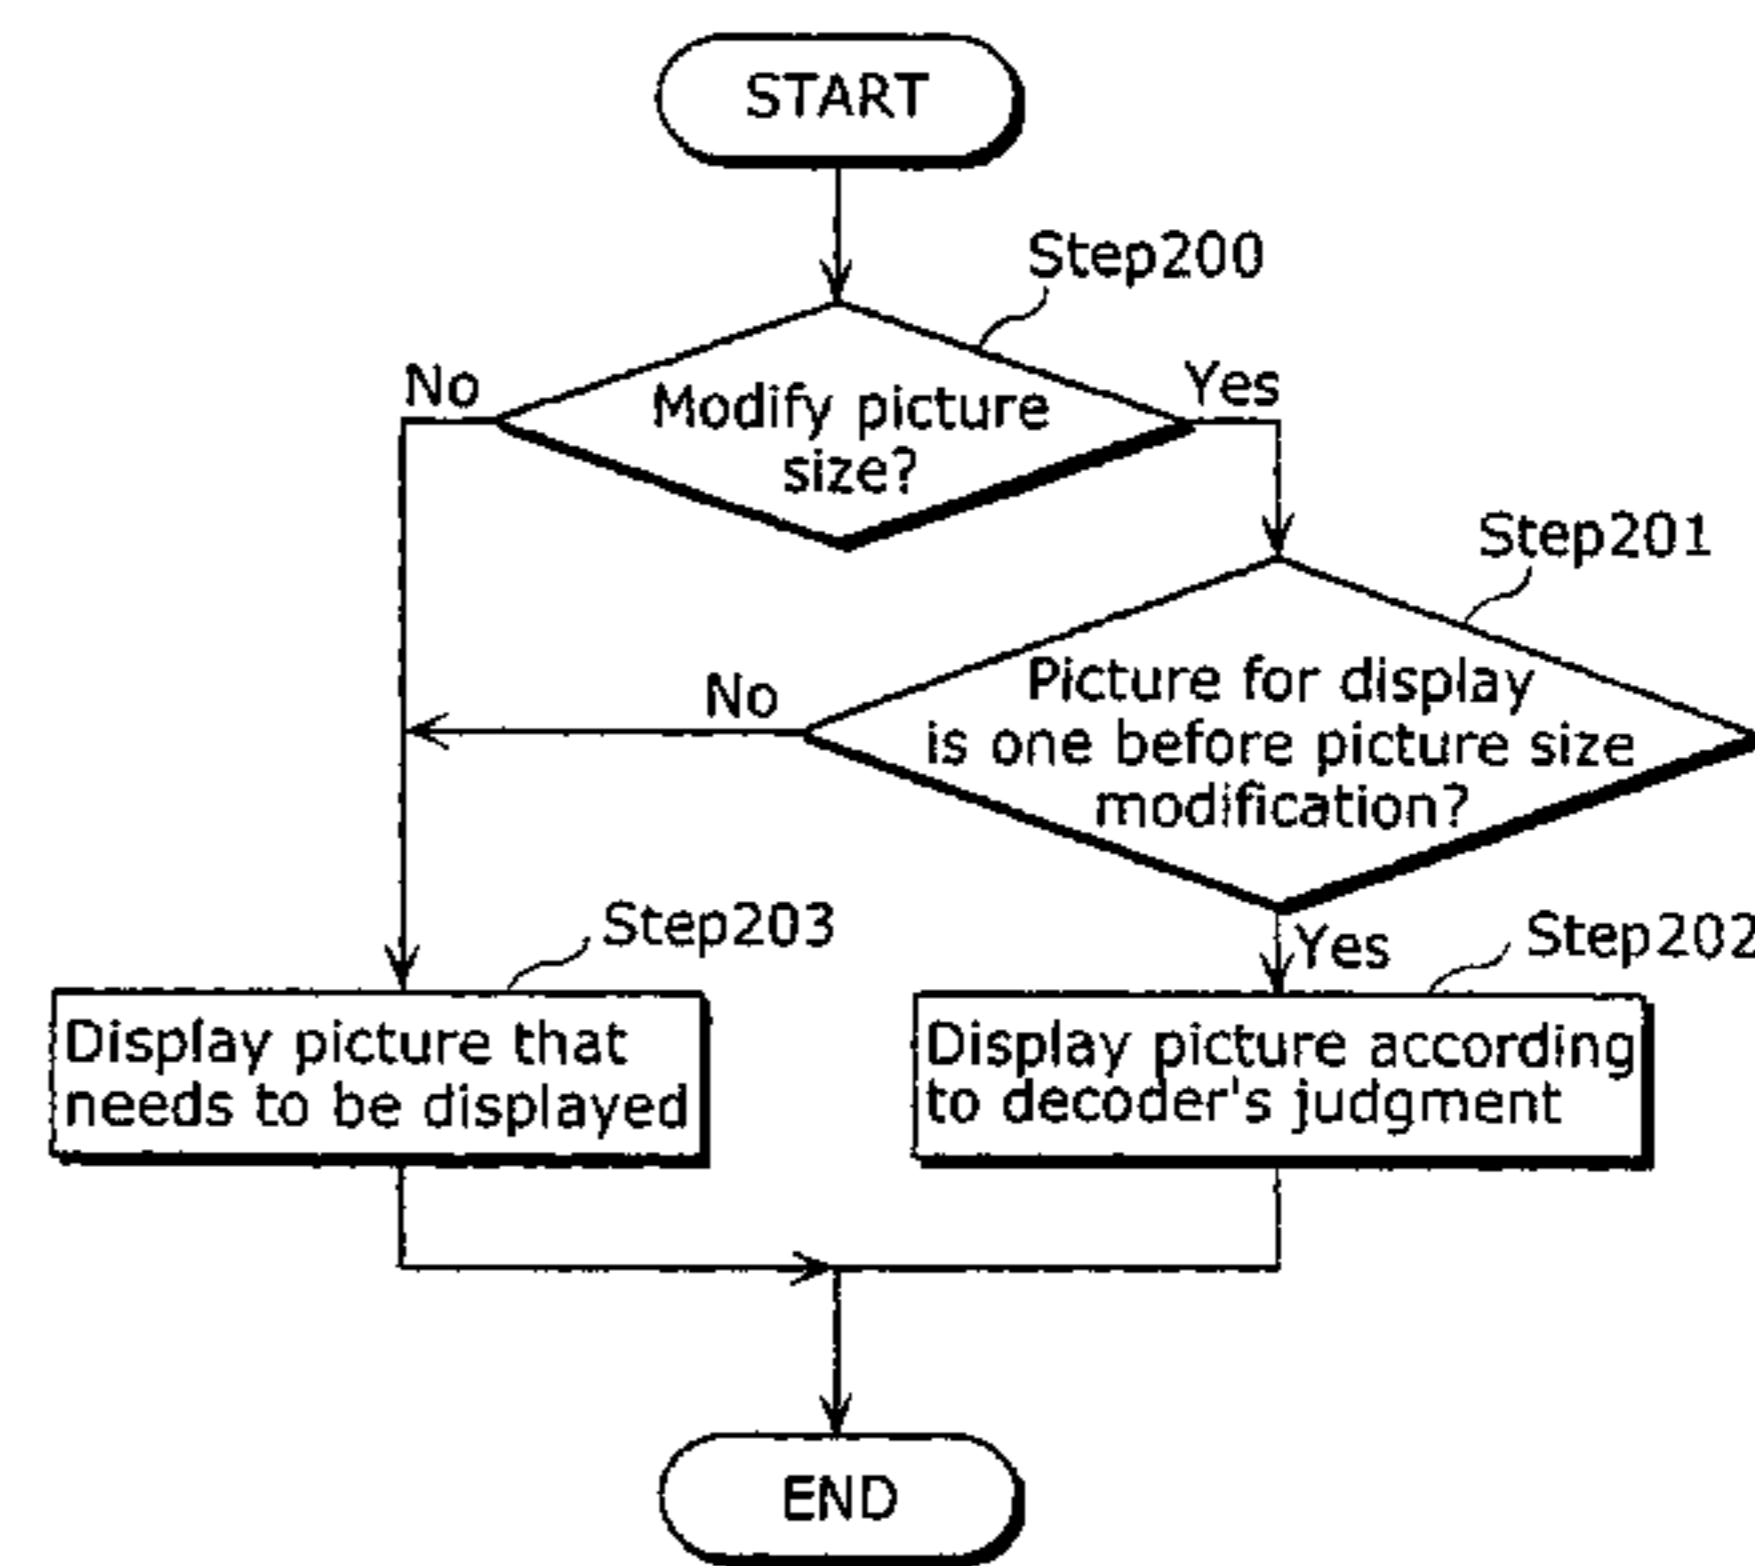 START
Step200
No
Yes
Modify picture
size?
Step201
No
Picture for display
is one before picture size
modification?
Step203
Yes
Step202
Display picture that
needs to be displayed
Display picture according
to decoder's judgment
END